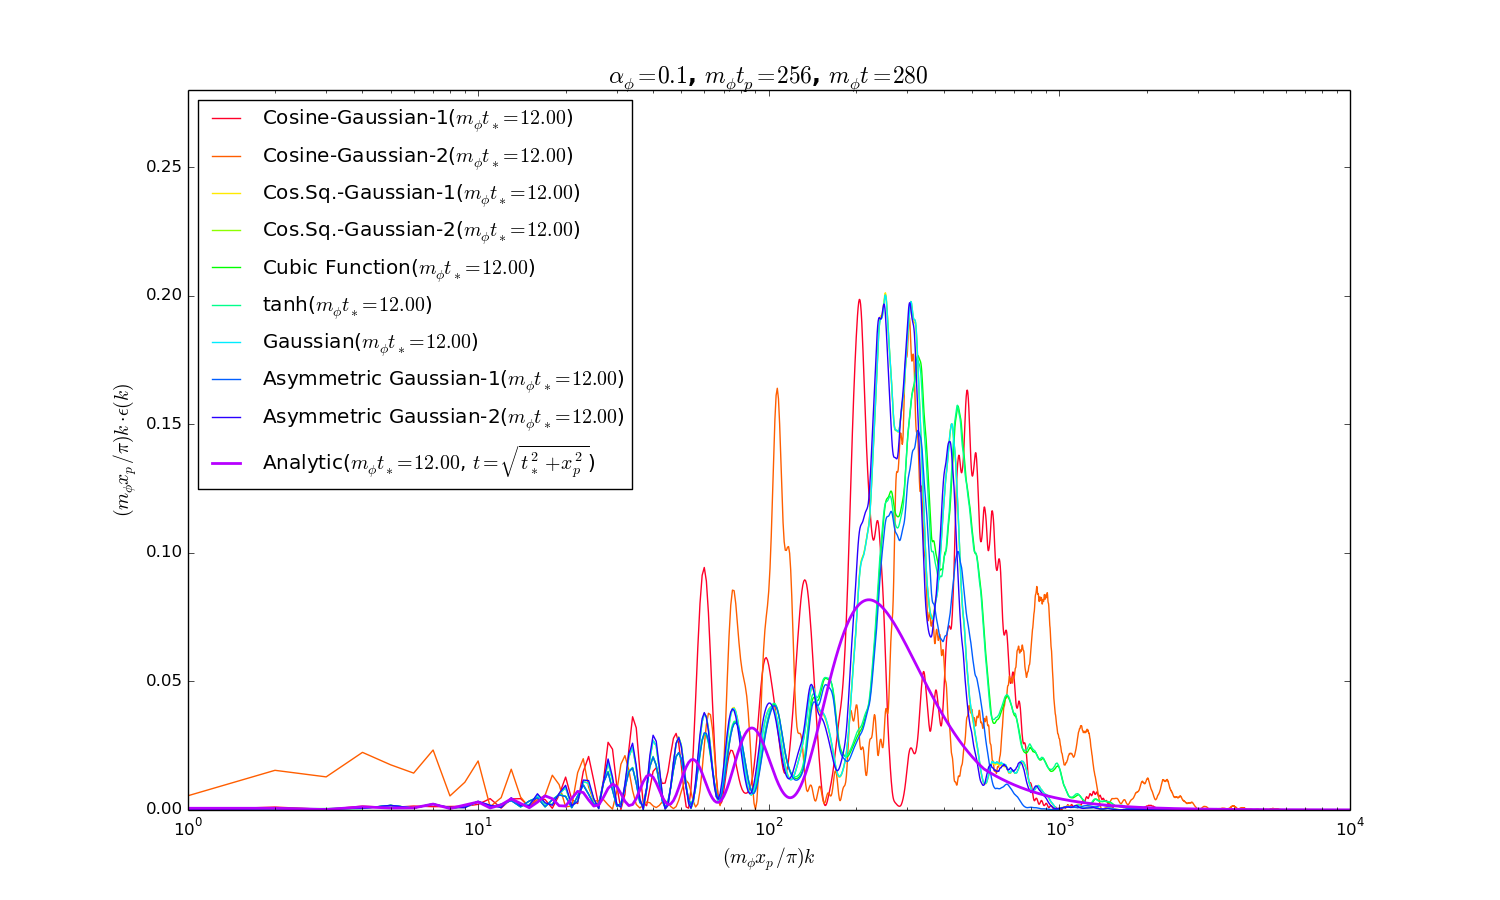 α_ϕ=0.1, m_ϕt_p=256, m_ϕt=280
Cosine-Gaussian-1(m_ϕt_*=12.00)
Cosine-Gaussian-2(m_ϕt_*=12.00)
Cos.Sq.-Gaussian-1(m_ϕt_*=12.00)
Cos.Sq.-Gaussian-2(m_ϕt_*=12.00)
Cubic Function(m_ϕt_*=12.00)
tanh(m_ϕt_*=12.00)
Gaussian(m_ϕt_*=12.00)
Asymmetric Gaussian-1(m_ϕt_*=12.00)
Asymmetric Gaussian-2(m_ϕt_*=12.00)
Analytic(m_ϕt_*=12.00, t=√(t_*^2+x_p^2))
0.25
0.20
0.15
0.10
0.05
0.00
(m_ϕx_p/π)k·ϵ(k)
10^0 10^1 10^2 10^3 10^4
(m_ϕx_p/π)k